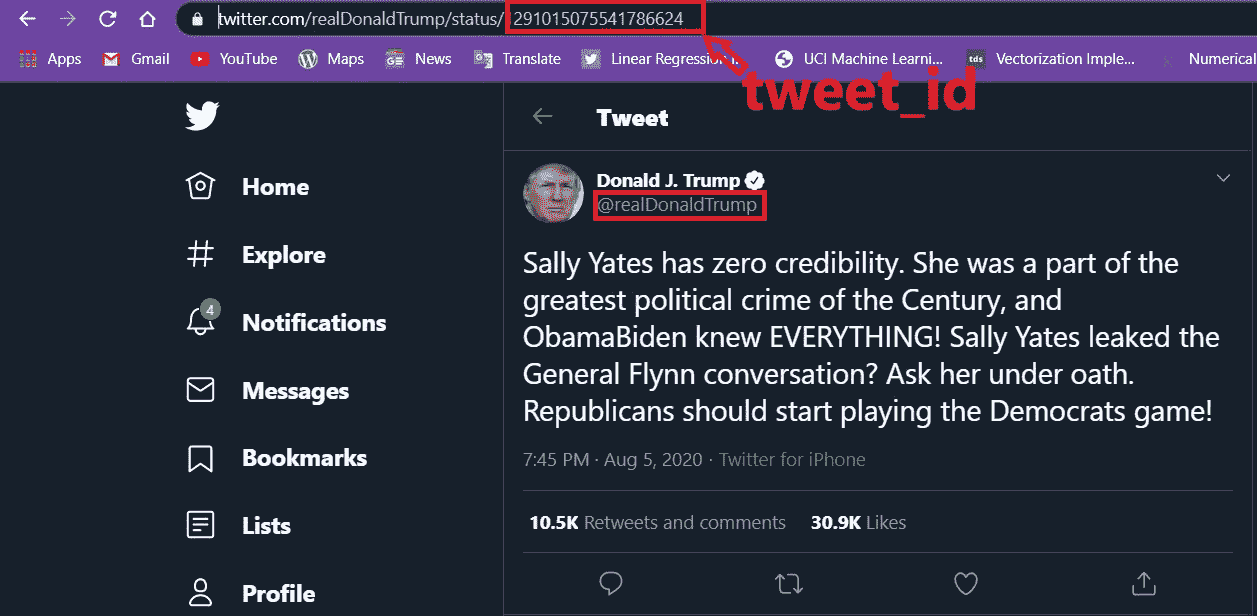 twitter.com/realDonaldTrump/status/1291015075541786624
Apps Gmail YouTube Maps News Translate Linear Regression UCI Machine Learni... tds Vectorization Imple... Numerical
tweet_id
Tweet
Home
Explore
4
Notifications
Messages
Bookmarks
Lists
Profile
Donald J. Trump
@realDonaldTrump
Sally Yates has zero credibility. She was a part of the
greatest political crime of the Century, and
ObamaBiden knew EVERYTHING! Sally Yates leaked the
General Flynn conversation? Ask her under oath.
Republicans should start playing the Democrats game!
7:45 PM · Aug 5, 2020 · Twitter for iPhone
10.5K Retweets and comments 30.9K Likes